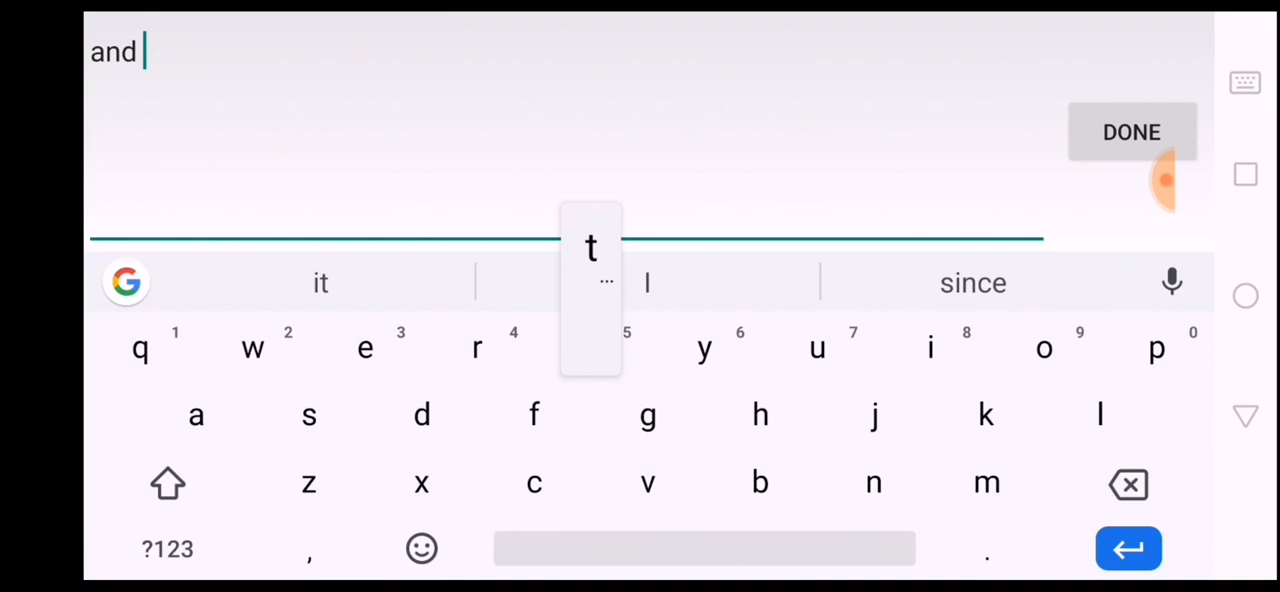 and
DONE
t
...
it I since
1 2 3 4 5 6 7 8 9 0
q w e r y u i o p
a s d f g h j k l
z x c v b n m
?123 , .